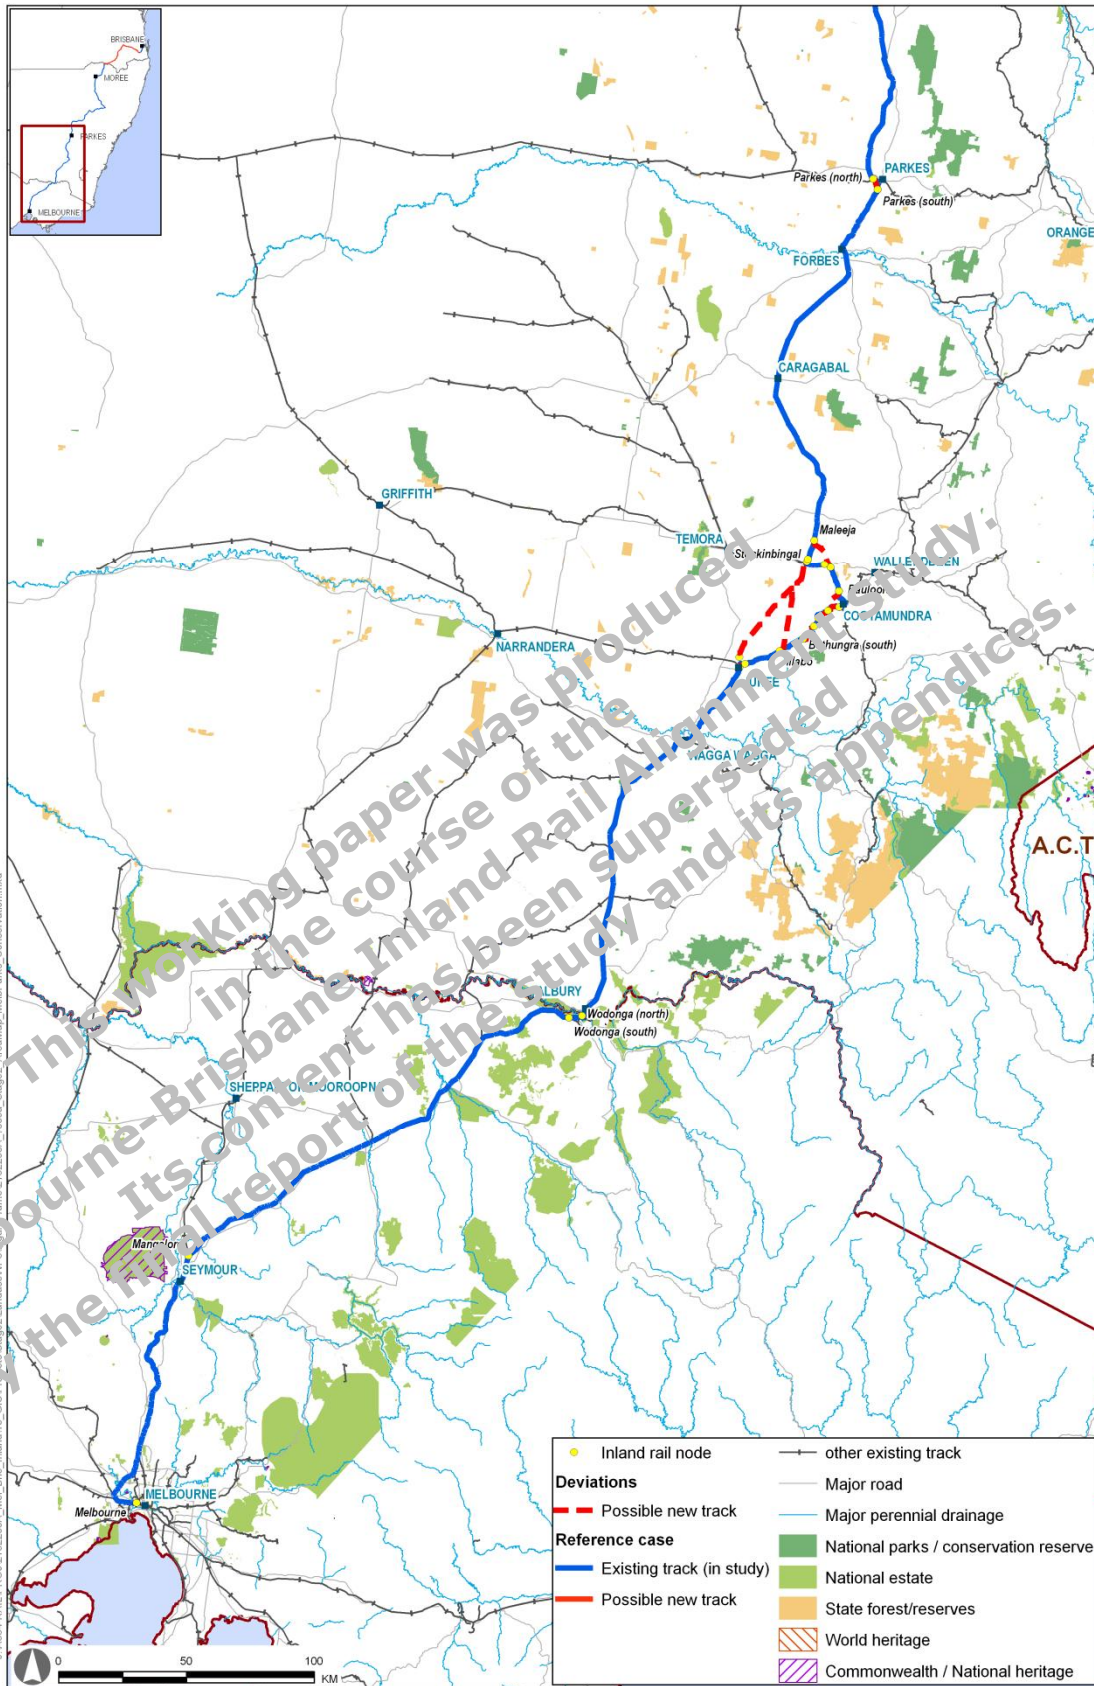 BRISBANE
MOREE
PARKES
MELBOURNE
Parkes (north)
PARKES
Parkes (south)
ORANGE
FORBES
CARAGABAL
GRIFFITH
Maleeja
TEMORA
Stockinbingal
COOTAMUNDRA
NARRANDERA
Bethungra (south)
WAGGA WAGGA
A.C.T
ALBURY
Wodonga (north)
Wodonga (south)
SEYMOUR
MELBOURNE
Melbourne
This working paper was produced
in the course of the
Inland Rail Alignment study.
Its content has been superseded
the final report of the study and its appendices.
Inland rail node
Deviations
Possible new track
Reference case
Existing track (in study)
Possible new track
other existing track
Major road
Major perennial drainage
National parks / conservation reserve
National estate
State forest/reserves
World heritage
Commonwealth / National heritage
0 50 100
KM